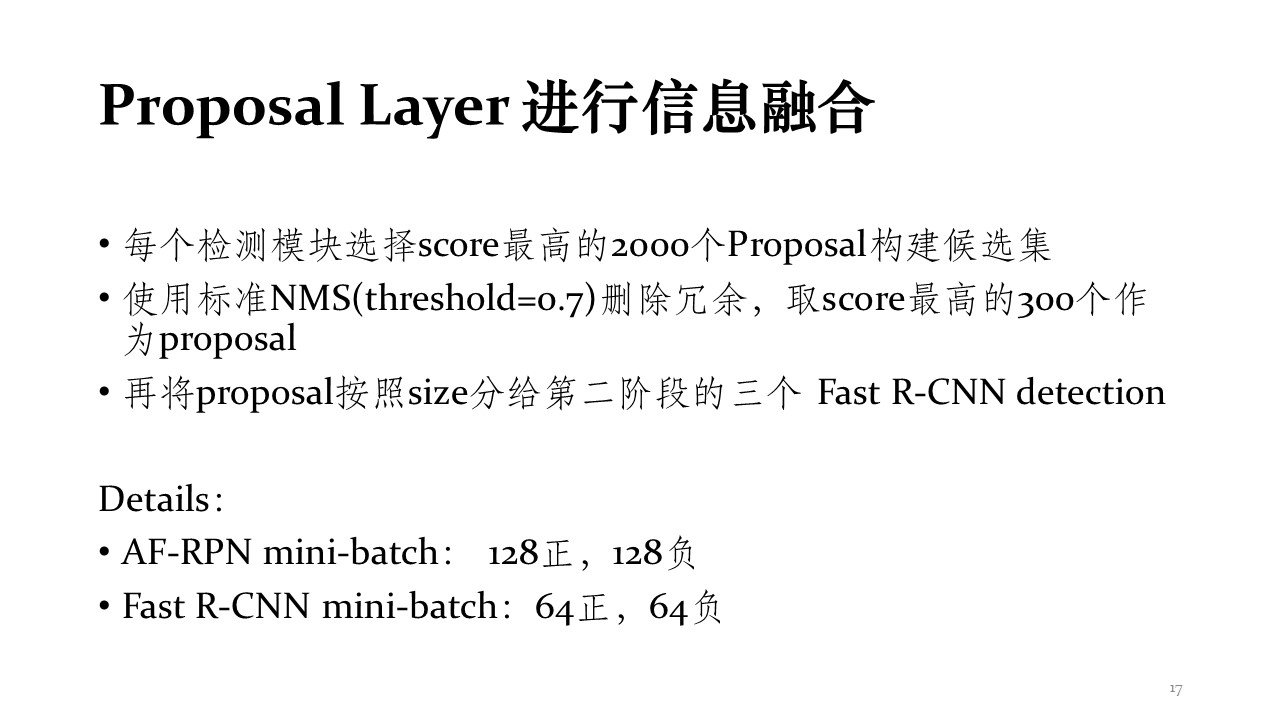 Proposal Layer 进行信息融合
• 每个检测模块选择score最高的2000个Proposal构建候选集
• 使用标准NMS(threshold=0.7)删除冗余，取score最高的300个作
为proposal
• 再将proposal按照size分给第二阶段的三个 Fast R-CNN detection
Details：
• AF-RPN mini-batch： 128正，128负
• Fast R-CNN mini-batch：64正，64负
17